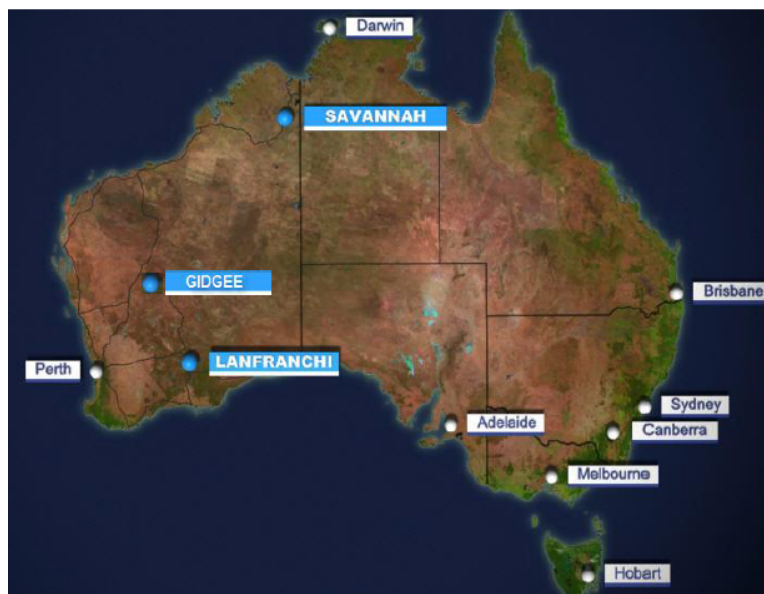 Darwin
SAVANNAH
GIDGEE
Brisbane
LANFRANCHI
Perth
Sydney
Adelaide
Canberra
Melbourne
Hobart